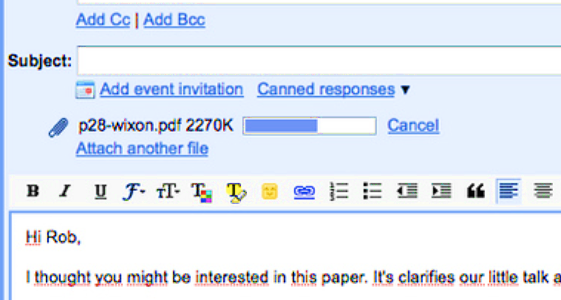 Add Cc | Add Bcc
Subject:
Add event invitation Canned responses ▼
p28-wixon.pdf 2270K Cancel
Attach another file
B I U F TT T T
Hi Rob,
I thought you might be interested in this paper. It's clarifies our little talk a